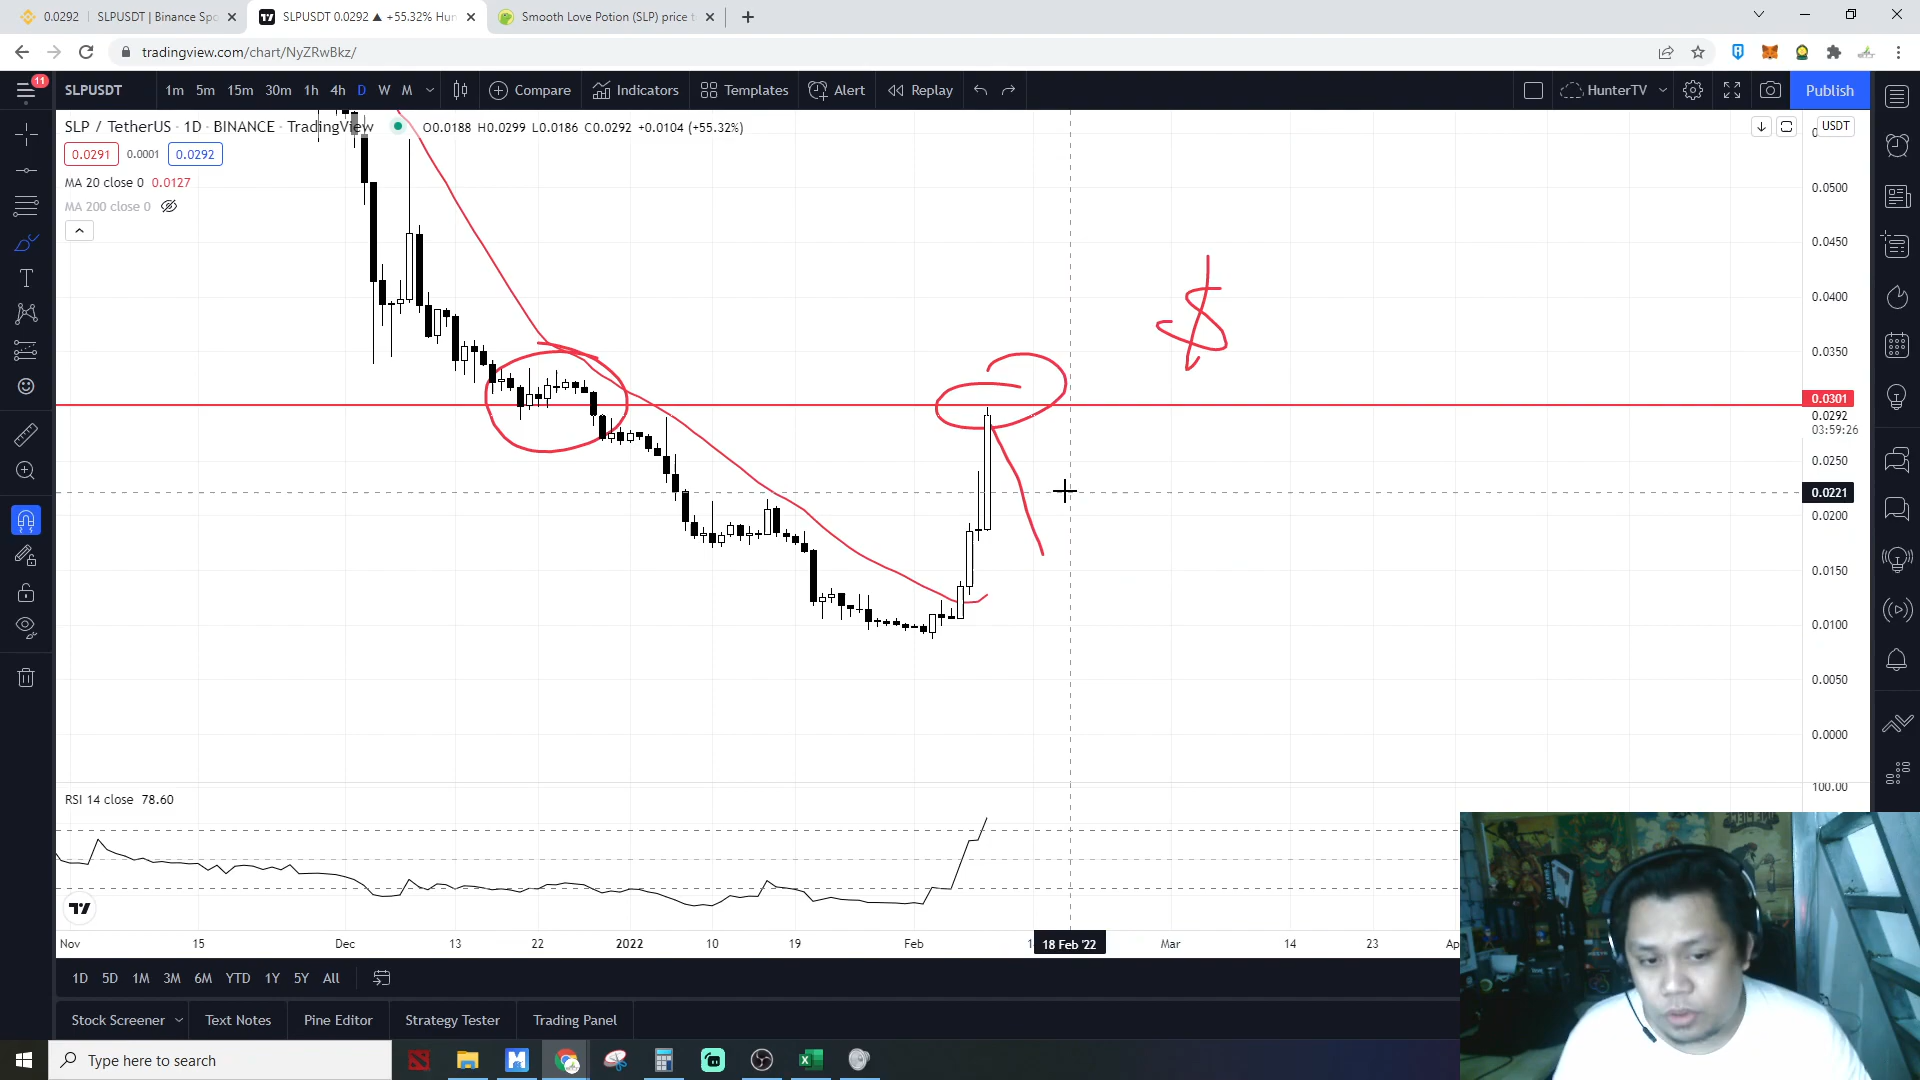 0.0292 SLPUSDT | Binance Spo
SLPUSDT 0.0292 ▲ +55.32% Hun
Smooth Love Potion (SLP) price t
tradingview.com/chart/NyZRwBkz/
11
SLPUSDT
1m 5m 15m 30m 1h 4h D W M
Compare
Indicators
Templates
Alert
Replay
HunterTV
Publish
SLP / TetherUS · 1D · BINANCE · TradingView
O0.0188 H0.0299 L0.0186 C0.0292 +0.0104 (+55.32%)
USDT
0.0291 0.0001 0.0292
MA 20 close 0 0.0127
MA 200 close 0
0.0500
0.0450
0.0400
$
0.0350
0.0301
0.0292
03:59:26
0.0250
0.0221
0.0200
0.0150
0.0100
0.0050
0.0000
100.00
RSI 14 close 78.60
Nov 15 Dec 13 22 2022 10 19 Feb 18 Feb '22 Mar 14 23 Ap
1D 5D 1M 3M 6M YTD 1Y 5Y All
Stock Screener Text Notes Pine Editor Strategy Tester Trading Panel
Type here to search